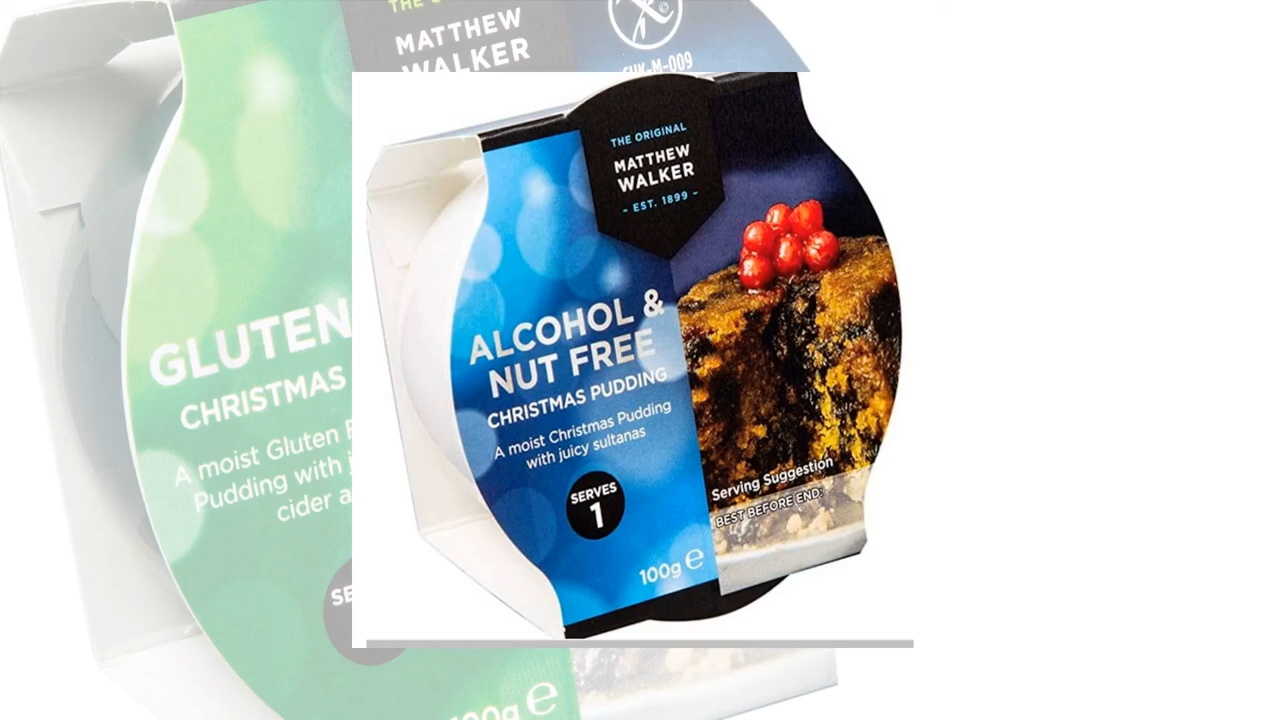 THE
MATTHEW
WALKER
GUK-M-009
THE ORIGINAL
MATTHEW
WALKER
- EST. 1899 -
ALCOHOL &
NUT FREE
CHRISTMAS PUDDING
A moist Christmas Pudding
with juicy sultanas
SERVES
1
100g e
Serving Suggestion
BEST BEFORE END:
GLUTEN
CHRISTMAS
A moist Gluten
Pudding with
cider
100g e